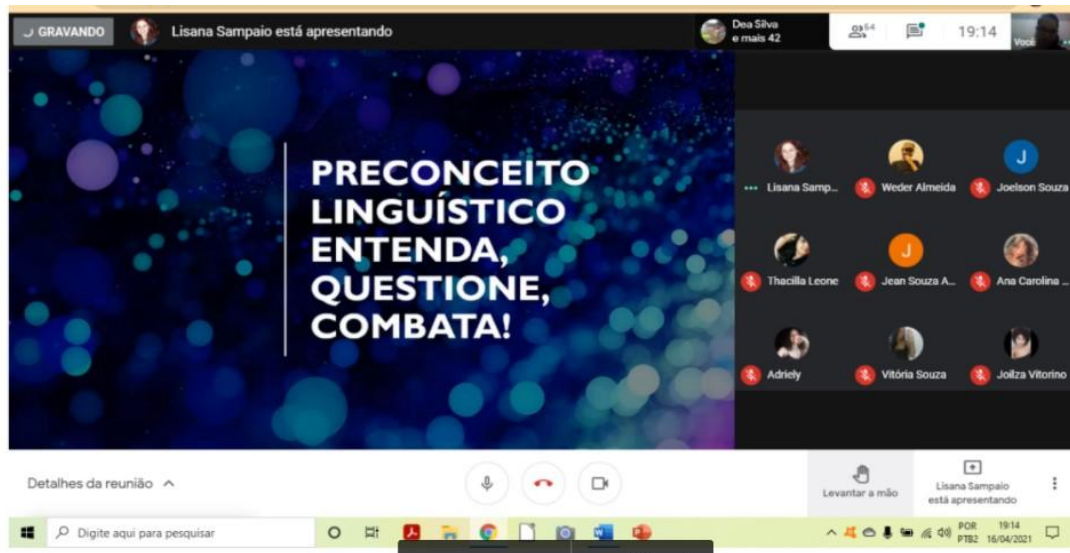 GRAVANDO
Lisana Sampaio está apresentando
Dea Silva
e mais 42
64
19:14
Você
PRECONCEITO
LINGUÍSTICO
ENTENDA,
QUESTIONE,
COMBATA!
Lisana Samp...
Weder Almeida
J
Joelson Souza
Thacilla Leone
J
Jean Souza A...
Ana Carolina ...
Adriely
Vitória Souza
Joilza Vitorino
Detalhes da reunião
Levantar a mão
Lisana Sampaio
está apresentando
Digite aqui para pesquisar
POR
PTB2
19:14
16/04/2021